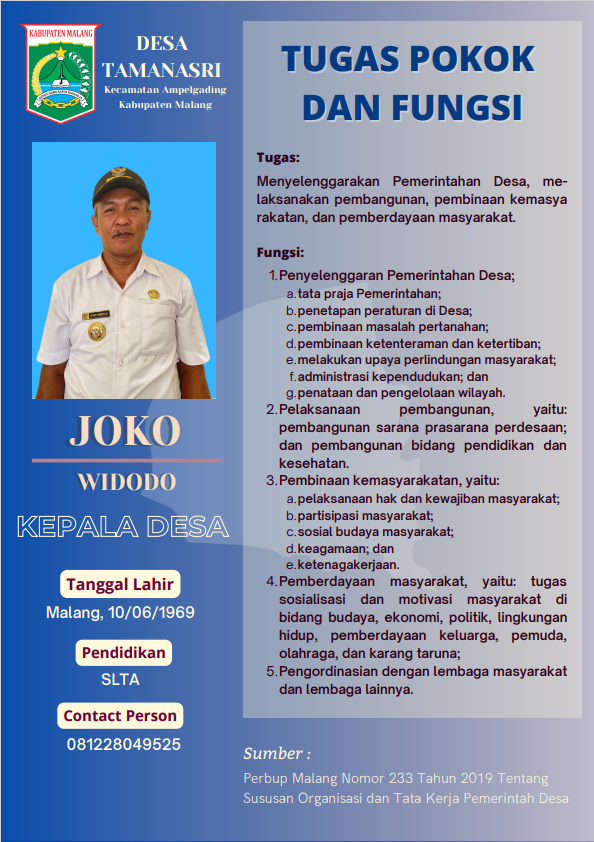 KABUPATEN MALANG
DESA
TAMANASRI
Kecamatan Ampelgading
Kabupaten Malang
JOKO
WIDODO
KEPALA DESA
Tanggal Lahir
Malang, 10/06/1969
Pendidikan
SLTA
Contact Person
081228049525
TUGAS POKOK
DAN FUNGSI
Tugas:
Menyelenggarakan Pemerintahan Desa, me-
laksanakan pembangunan, pembinaan kemasya
rakatan, dan pemberdayaan masyarakat.
Fungsi:
1. Penyelenggaran Pemerintahan Desa;
a. tata praja Pemerintahan;
b. penetapan peraturan di Desa;
c. pembinaan masalah pertanahan;
d. pembinaan ketenteraman dan ketertiban;
e. melakukan upaya perlindungan masyarakat;
f. administrasi kependudukan; dan
g. penataan dan pengelolaan wilayah.
2. Pelaksanaan pembangunan, yaitu:
pembangunan sarana prasarana perdesaan;
dan pembangunan bidang pendidikan dan
kesehatan.
3. Pembinaan kemasyarakatan, yaitu:
a. pelaksanaan hak dan kewajiban masyarakat;
b. partisipasi masyarakat;
c. sosial budaya masyarakat;
d. keagamaan; dan
e. ketenagakerjaan.
4. Pemberdayaan masyarakat, yaitu: tugas
sosialisasi dan motivasi masyarakat di
bidang budaya, ekonomi, politik, lingkungan
hidup, pemberdayaan keluarga, pemuda,
olahraga, dan karang taruna;
5. Pengordinasian dengan lembaga masyarakat
dan lembaga lainnya.
Sumber :
Perbup Malang Nomor 233 Tahun 2019 Tentang
Sususan Organisasi dan Tata Kerja Pemerintah Desa